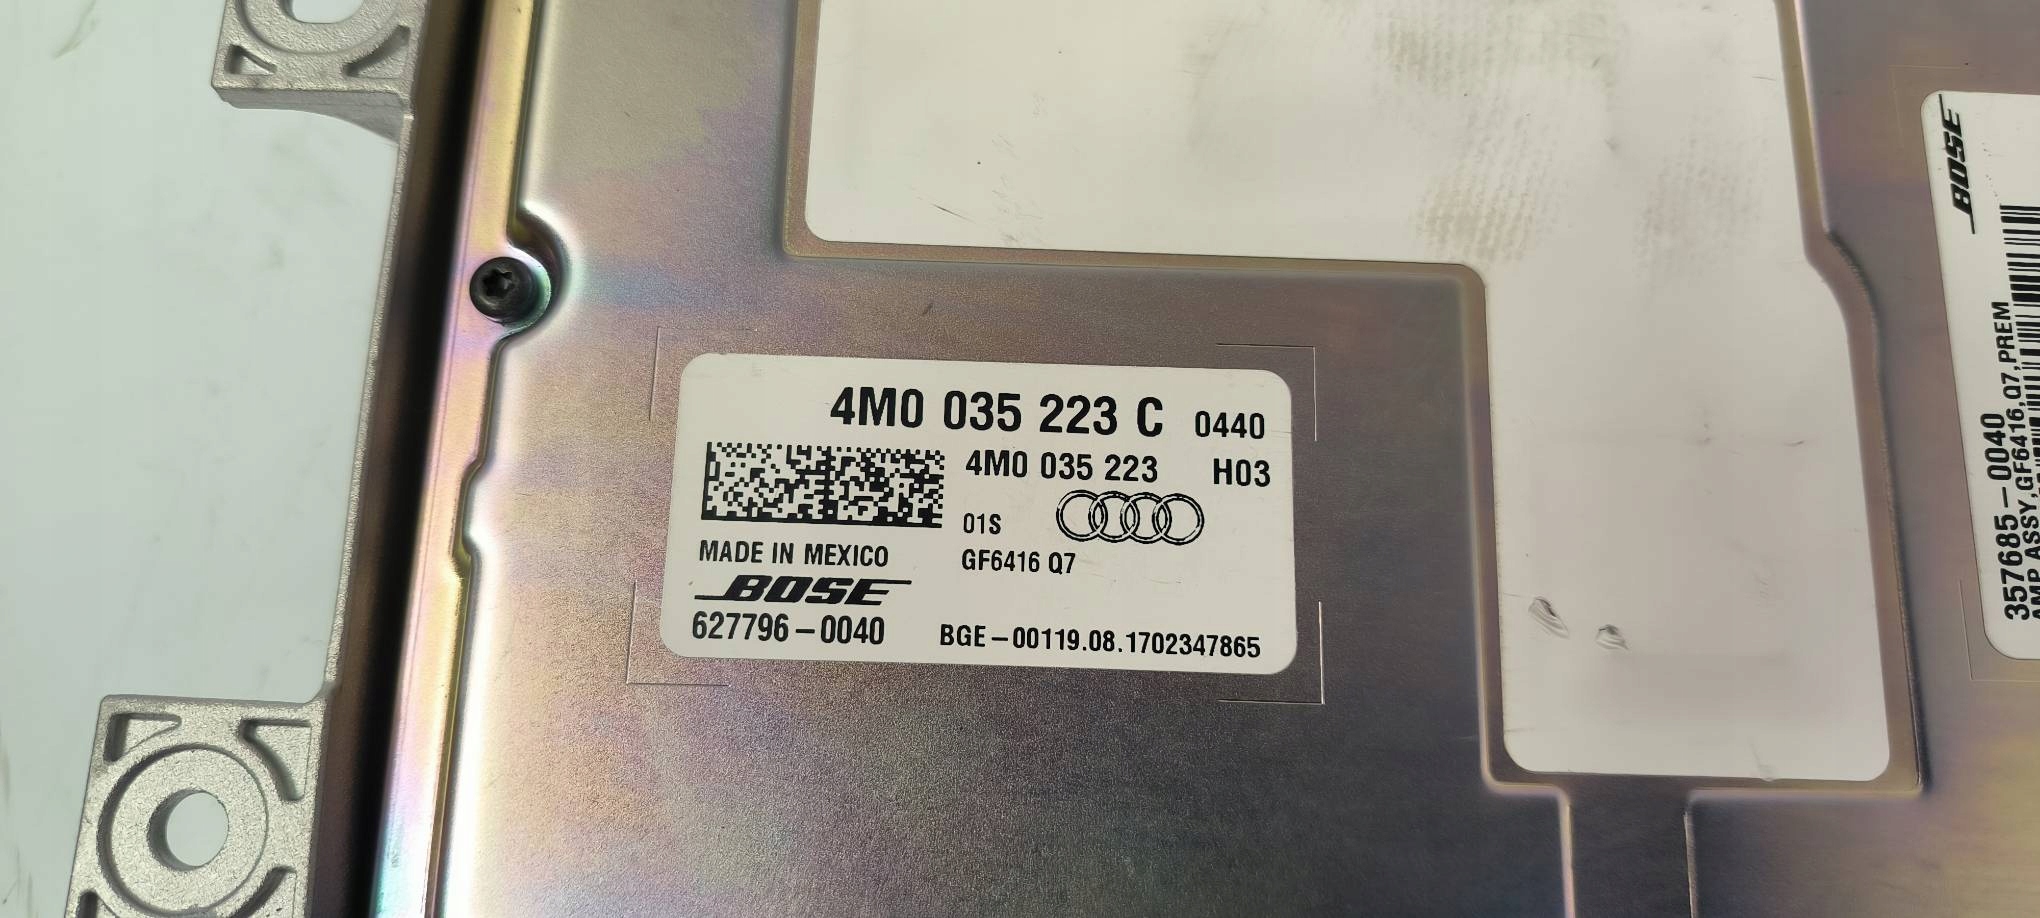 4M0 035 223 C 0440
4M0 035 223 H03
01S
MADE IN MEXICO
GF6416 Q7
BOSE
627796-0040
BGE-00119.08.1702347865
BOSE
357685-0040
AMP ASSY,GF6416,Q7,PREM